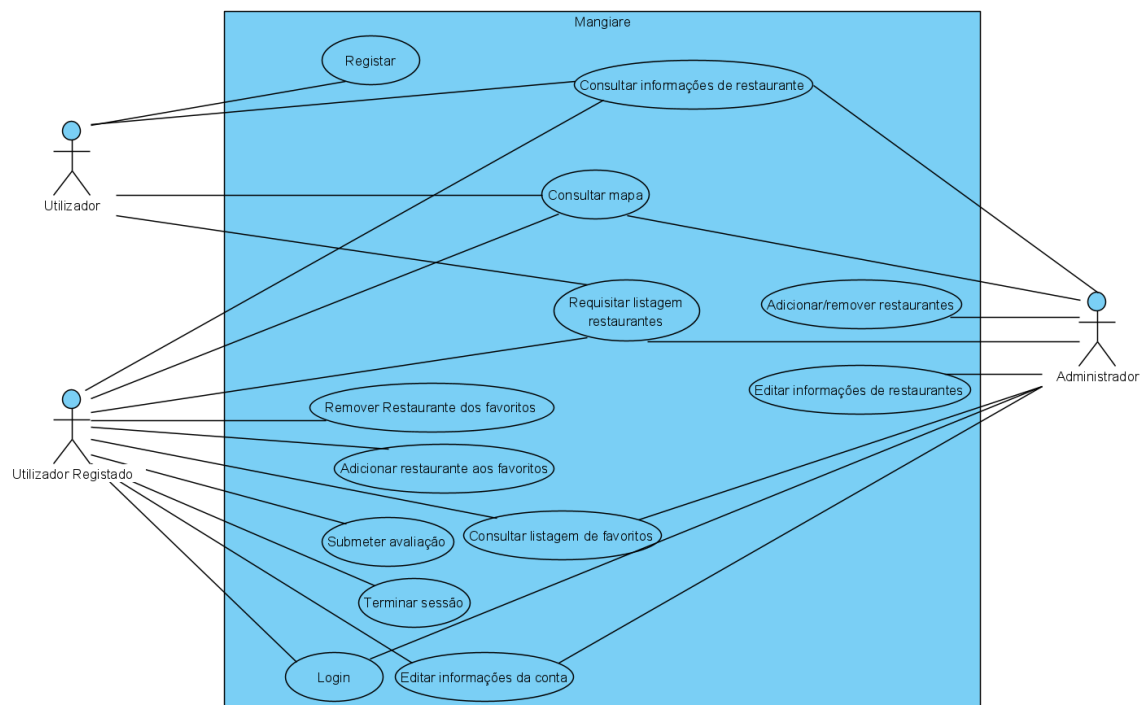 Mangiare
Registar
Consultar informações de restaurante
Utilizador
Consultar mapa
Requisitar listagem
restaurantes
Adicionar/remover restaurantes
Administrador
Editar informações de restaurantes
Remover Restaurante dos favoritos
Utilizador Registado
Adicionar restaurante aos favoritos
Submeter avaliação
Consultar listagem de favoritos
Terminar sessão
Login
Editar informações da conta